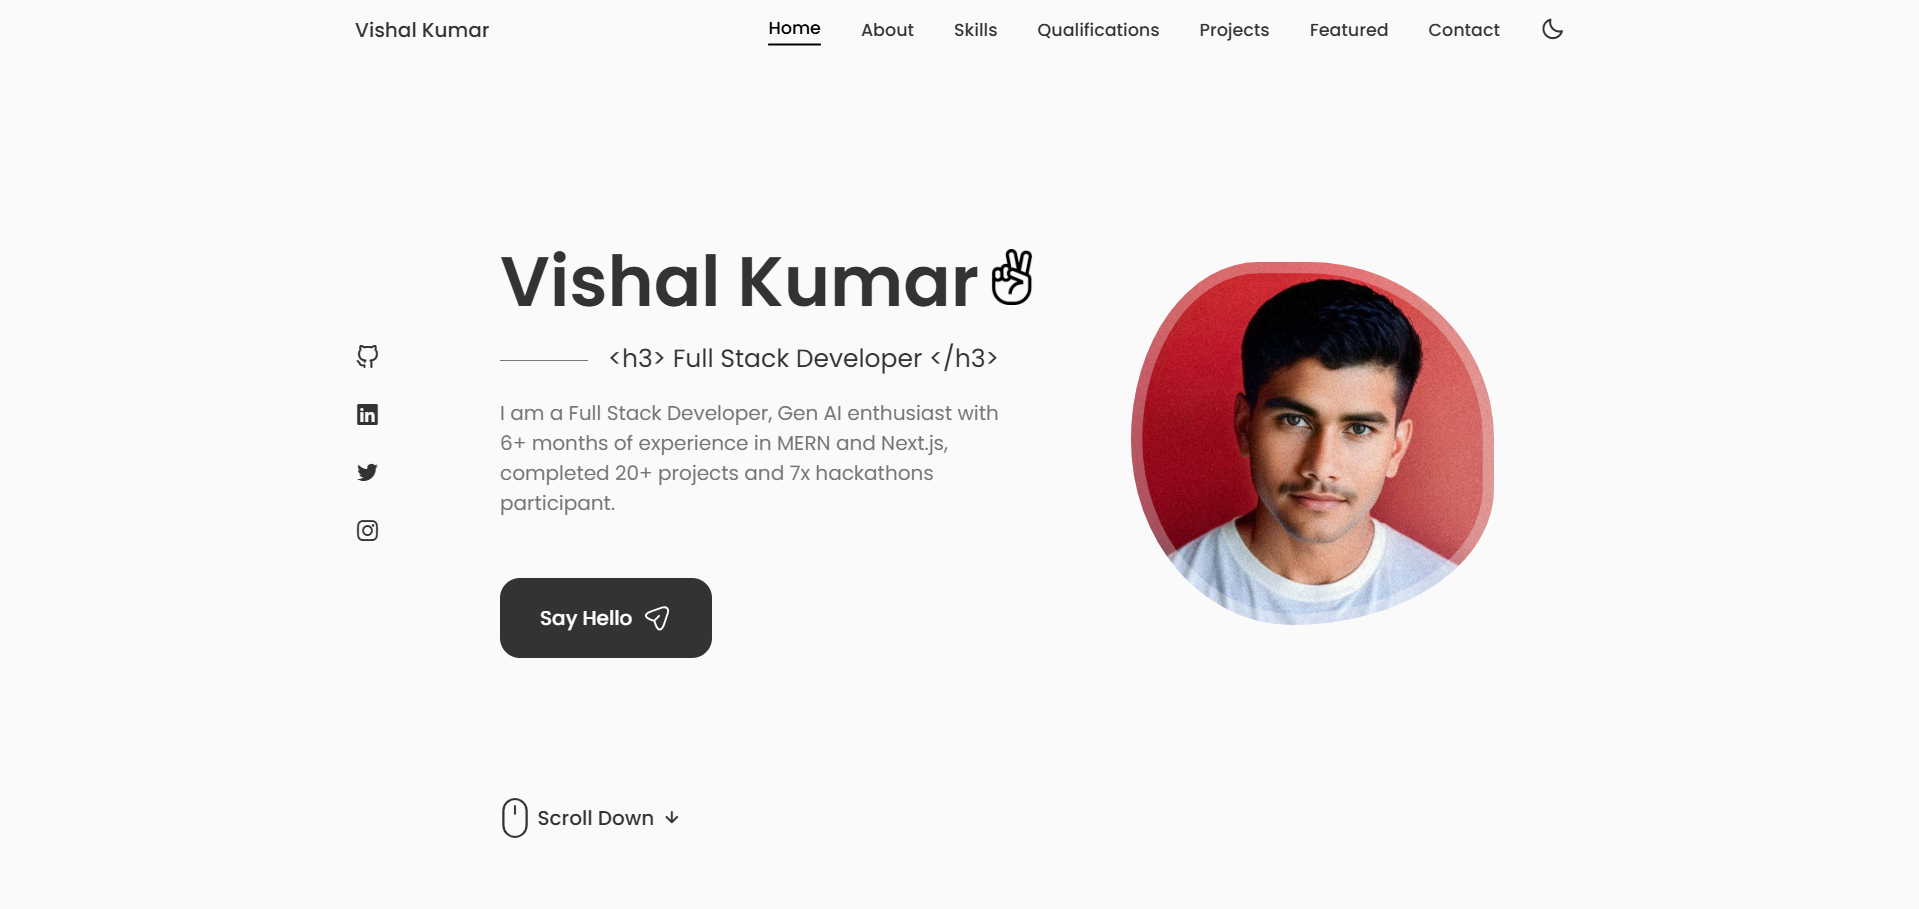 Vishal Kumar
Home About Skills Qualifications Projects Featured Contact
Vishal Kumar
<h3> Full Stack Developer </h3>
I am a Full Stack Developer, Gen AI enthusiast with
6+ months of experience in MERN and Next.js,
completed 20+ projects and 7x hackathons
participant.
Say Hello
Scroll Down